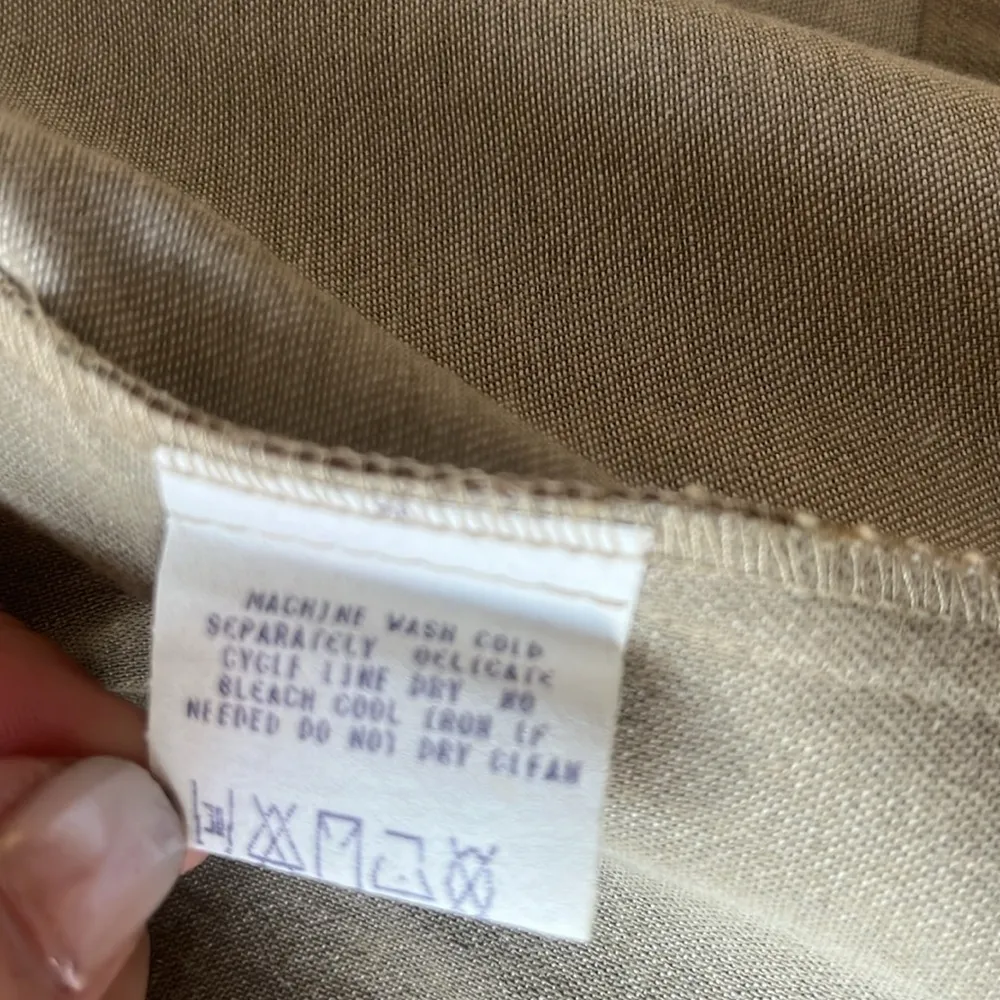 MACHINE WASH COLD
SEPARATELY DELICATE
CYCLE LINE DRY NO
BLEACH COOL IRON IF
NEEDED DO NOT DRY CLEAN